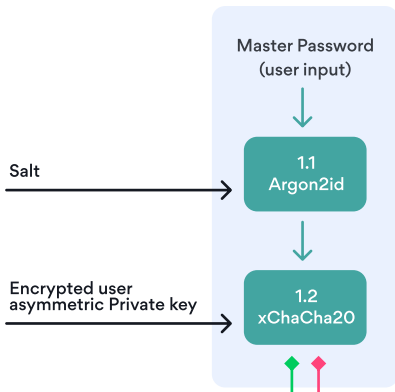 Master Password
(user input)
1.1
Argon2id
Salt
Encrypted user
asymmetric Private key
1.2
xChaCha20